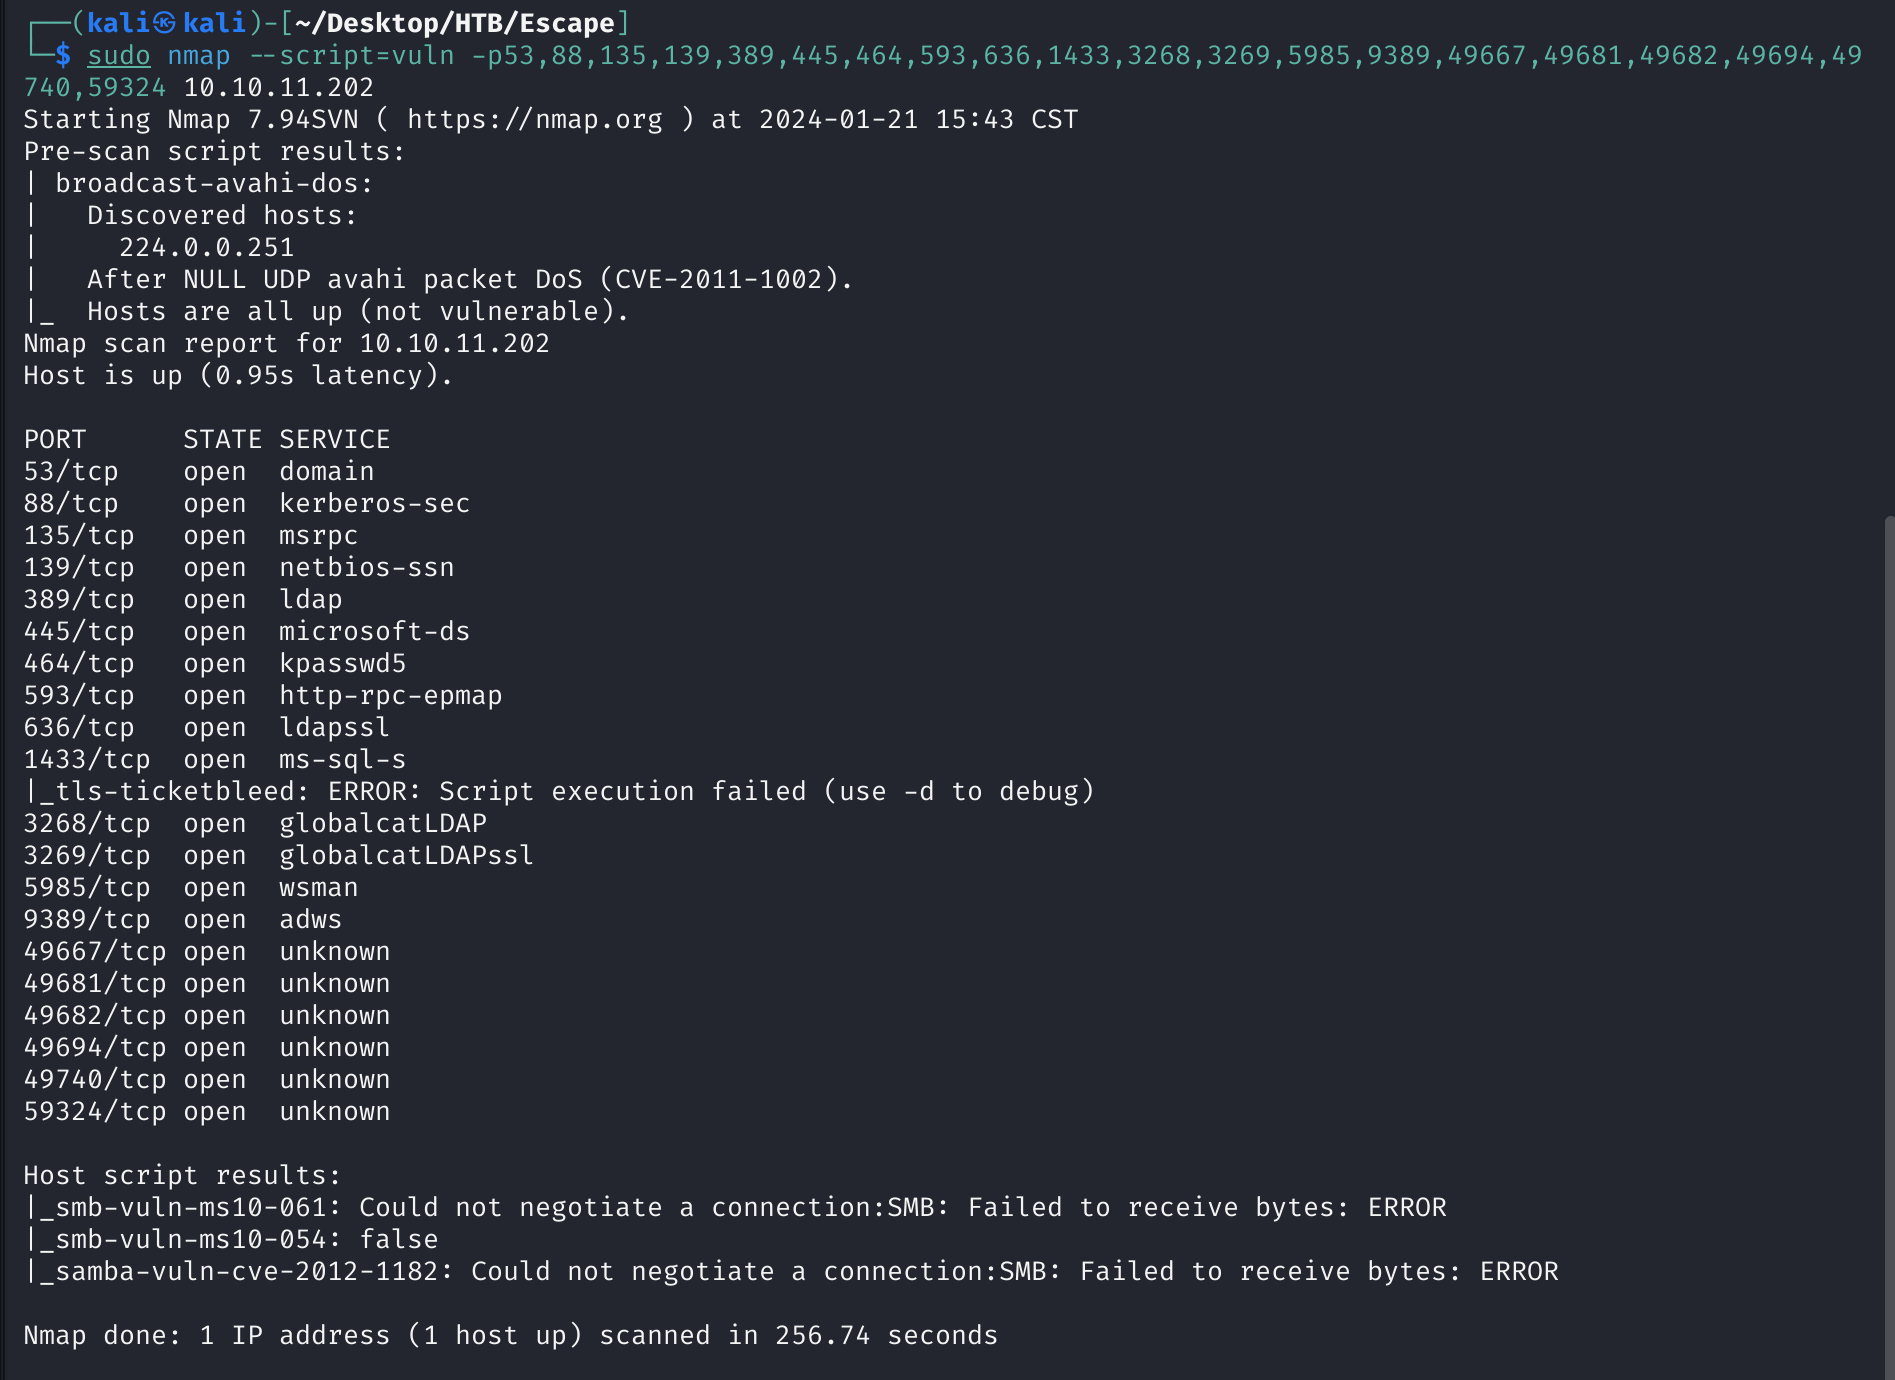 ┌──(kali㉿kali)-[~/Desktop/HTB/Escape]
└─$ sudo nmap --script=vuln -p53,88,135,139,389,445,464,593,636,1433,3268,3269,5985,9389,49667,49681,49682,49694,49
740,59324 10.10.11.202
Starting Nmap 7.94SVN ( https://nmap.org ) at 2024-01-21 15:43 CST
Pre-scan script results:
| broadcast-avahi-dos:
|   Discovered hosts:
|     224.0.0.251
|   After NULL UDP avahi packet DoS (CVE-2011-1002).
|_  Hosts are all up (not vulnerable).
Nmap scan report for 10.10.11.202
Host is up (0.95s latency).

PORT      STATE SERVICE
53/tcp    open  domain
88/tcp    open  kerberos-sec
135/tcp   open  msrpc
139/tcp   open  netbios-ssn
389/tcp   open  ldap
445/tcp   open  microsoft-ds
464/tcp   open  kpasswd5
593/tcp   open  http-rpc-epmap
636/tcp   open  ldapssl
1433/tcp  open  ms-sql-s
|_tls-ticketbleed: ERROR: Script execution failed (use -d to debug)
3268/tcp  open  globalcatLDAP
3269/tcp  open  globalcatLDAPssl
5985/tcp  open  wsman
9389/tcp  open  adws
49667/tcp open  unknown
49681/tcp open  unknown
49682/tcp open  unknown
49694/tcp open  unknown
49740/tcp open  unknown
59324/tcp open  unknown

Host script results:
|_smb-vuln-ms10-061: Could not negotiate a connection:SMB: Failed to receive bytes: ERROR
|_smb-vuln-ms10-054: false
|_samba-vuln-cve-2012-1182: Could not negotiate a connection:SMB: Failed to receive bytes: ERROR

Nmap done: 1 IP address (1 host up) scanned in 256.74 seconds